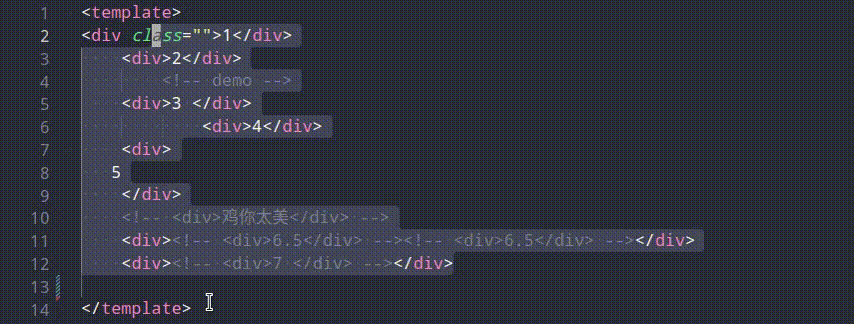 1 <template>
2 <div class="">1</div>
3 <div>2</div>
4 <!-- demo -->
5 <div>3 </div>
6 <div>4</div>
7 <div>
8 5
9 </div>
10 <!-- <div>鸡你太美</div> -->
11 <div><!-- <div>6.5</div> --><!-- <div>6.5</div> --></div>
12 <div><!-- <div>7 </div> --></div>
13
14 </template>